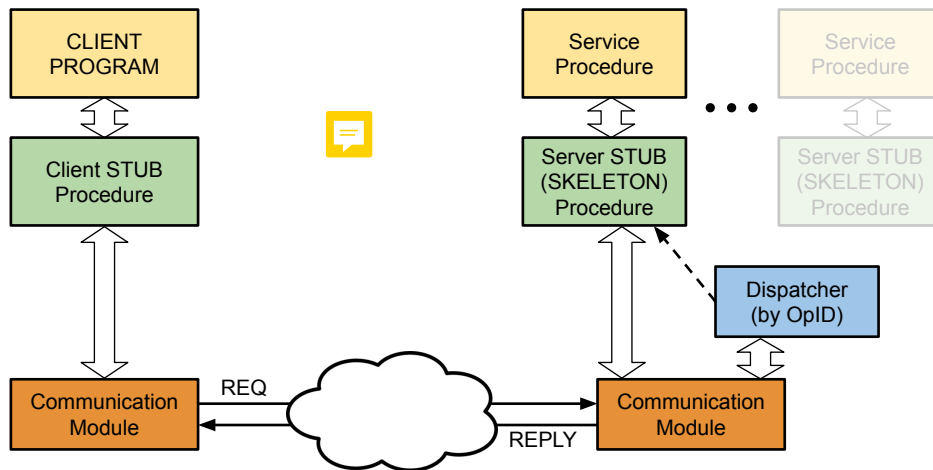 CLIENT
PROGRAM
Service
Procedure
Service
Procedure
Client STUB
Procedure
Server STUB
(SKELETON)
Procedure
Server STUB
(SKELETON)
Procedure
Dispatcher
(by OpID)
Communication
Module
REQ
REPLY
Communication
Module